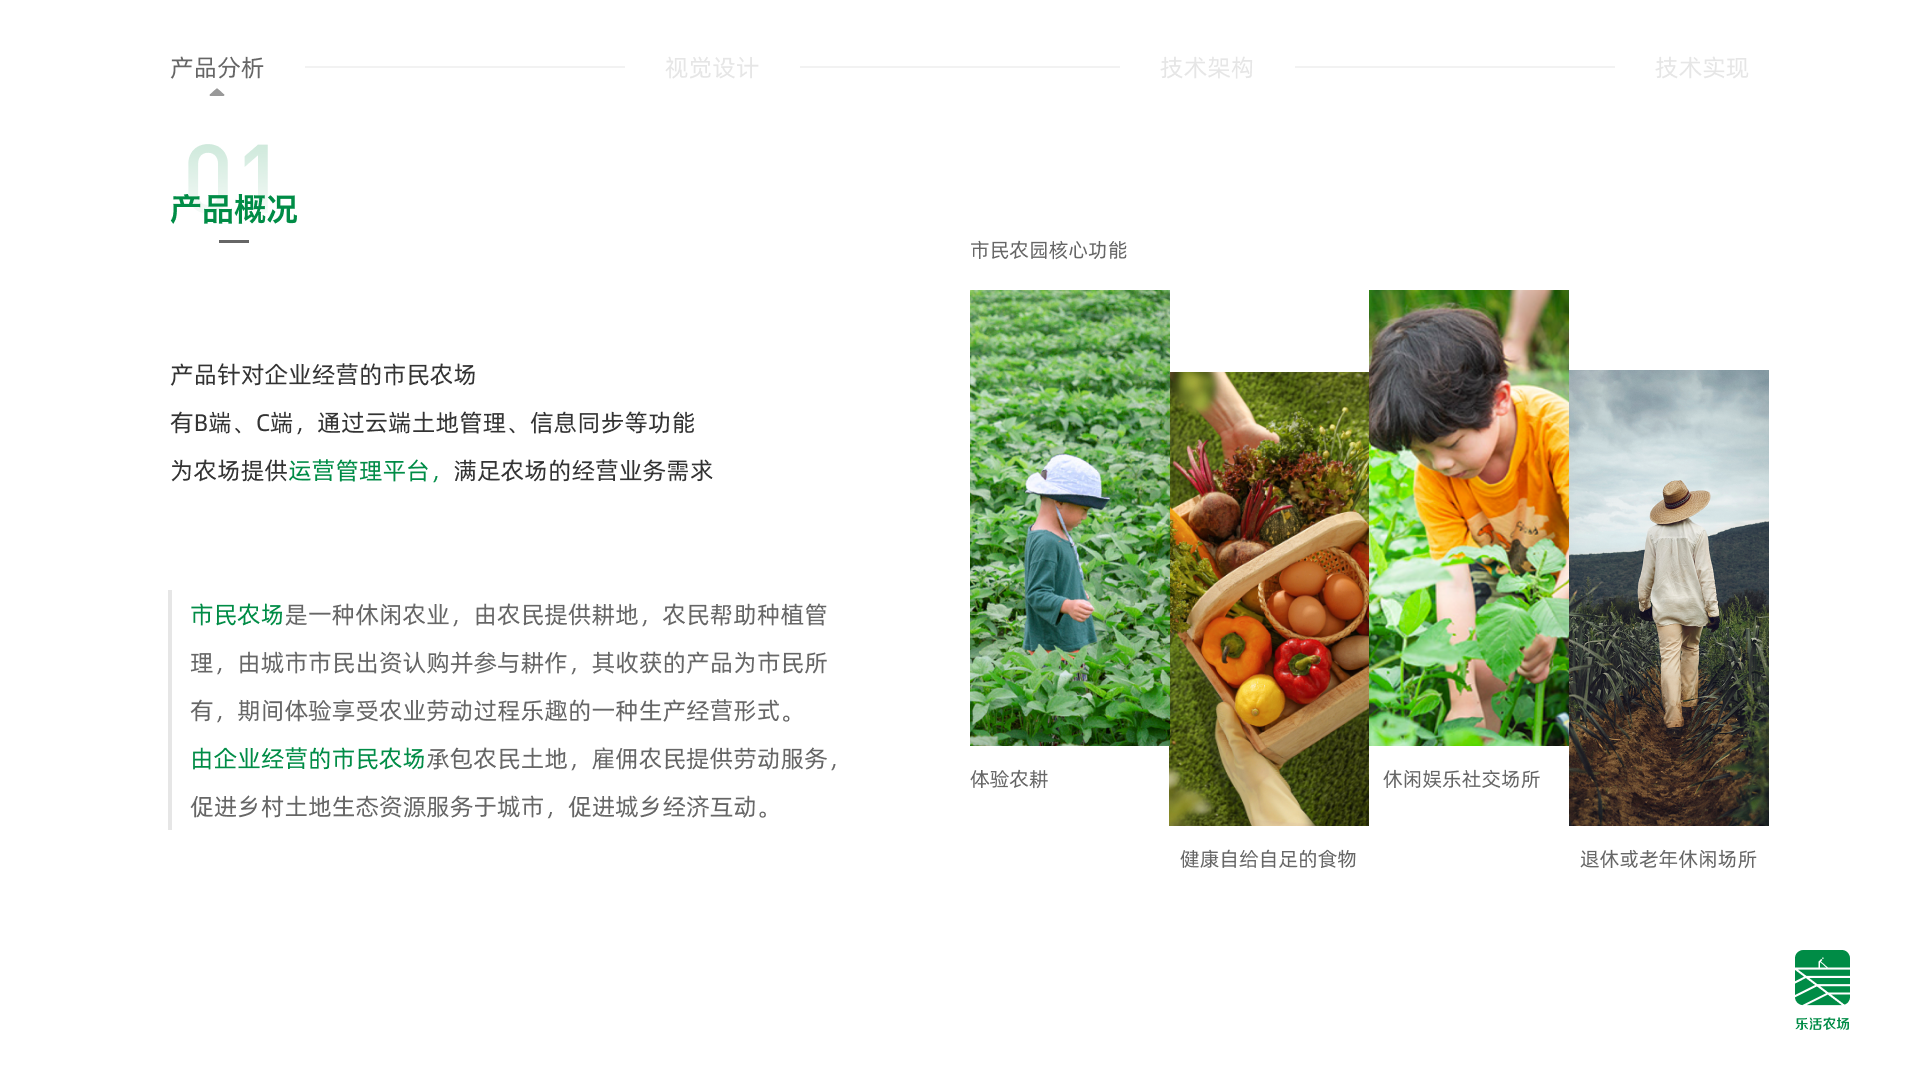 产品分析
视觉设计
技术架构
技术实现
01
产品概况
产品针对企业经营的市民农场
有B端、C端，通过云端土地管理、信息同步等功能
为农场提供运营管理平台，满足农场的经营业务需求
市民农场是一种休闲农业，由农民提供耕地，农民帮助种植管
理，由城市市民出资认购并参与耕作，其收获的产品为市民所
有，期间体验享受农业劳动过程乐趣的一种生产经营形式。
由企业经营的市民农场承包农民土地，雇佣农民提供劳动服务，
促进乡村土地生态资源服务于城市，促进城乡经济互动。
市民农园核心功能
体验农耕
健康自给自足的食物
休闲娱乐社交场所
退休或老年休闲场所
乐活农场